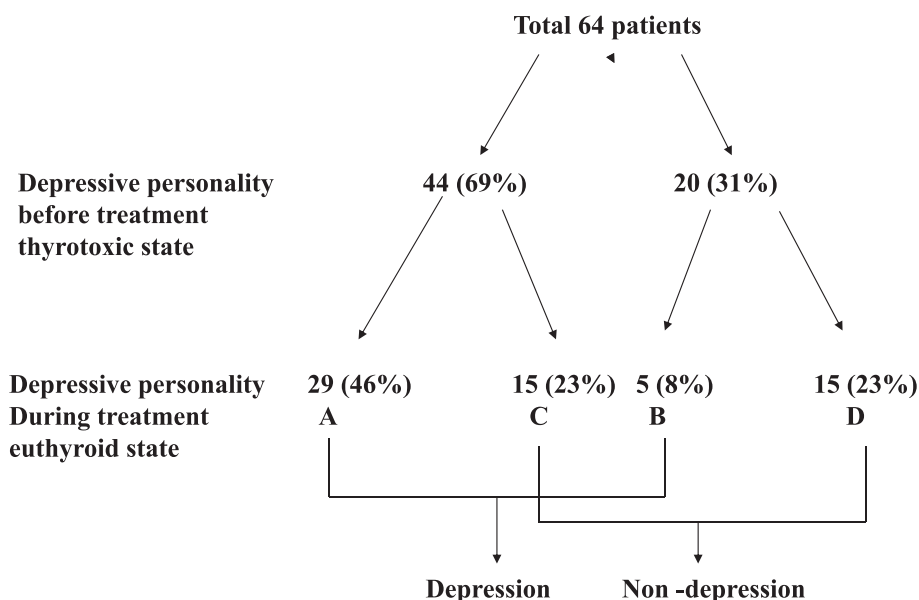 Total 64 patients
Depressive personality
before treatment
thyrotoxic state
44 (69%)
20 (31%)
Depressive personality
During treatment
euthyroid state
29 (46%)
A
15 (23%)
C
5 (8%)
B
15 (23%)
D
Depression
Non -depression